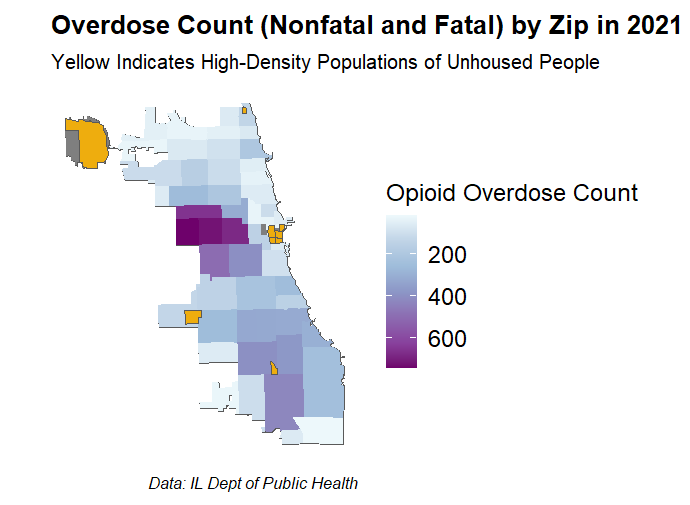 Overdose Count (Nonfatal and Fatal) by Zip in 2021
Yellow Indicates High-Density Populations of Unhoused People
Opioid Overdose Count
200
400
600
Data: IL Dept of Public Health